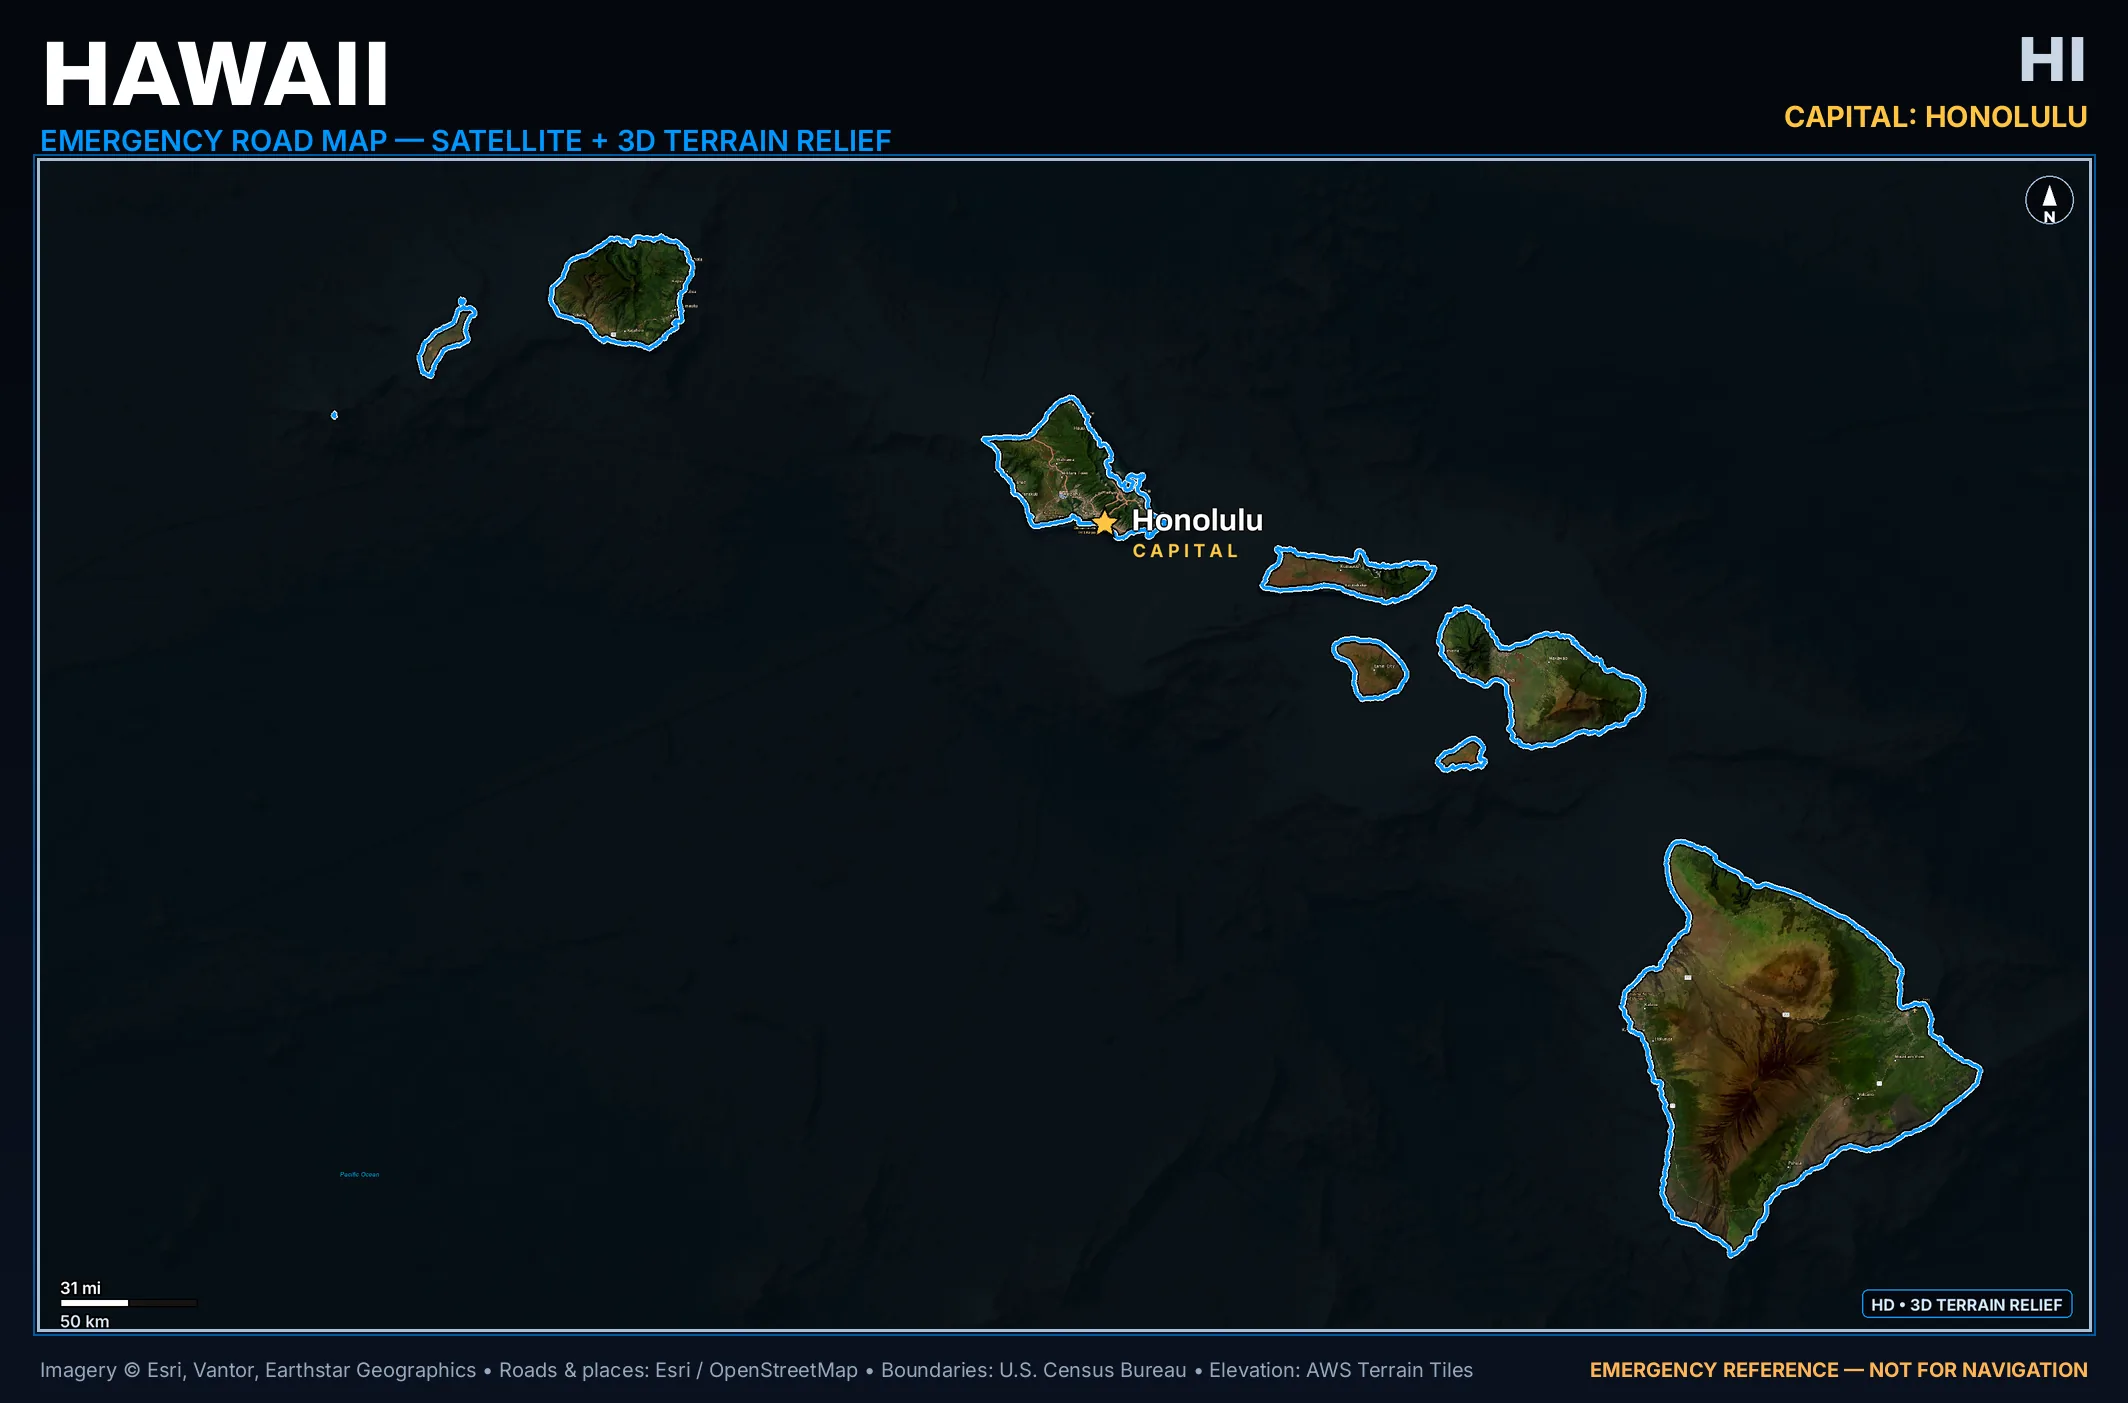 HAWAII
HI
EMERGENCY ROAD MAP — SATELLITE + 3D TERRAIN RELIEF
CAPITAL: HONOLULU
N
Honolulu
CAPITAL
Pacific Ocean
31 mi
50 km
HD • 3D TERRAIN RELIEF
Imagery © Esri, Vantor, Earthstar Geographics • Roads & places: Esri / OpenStreetMap • Boundaries: U.S. Census Bureau • Elevation: AWS Terrain Tiles
EMERGENCY REFERENCE — NOT FOR NAVIGATION